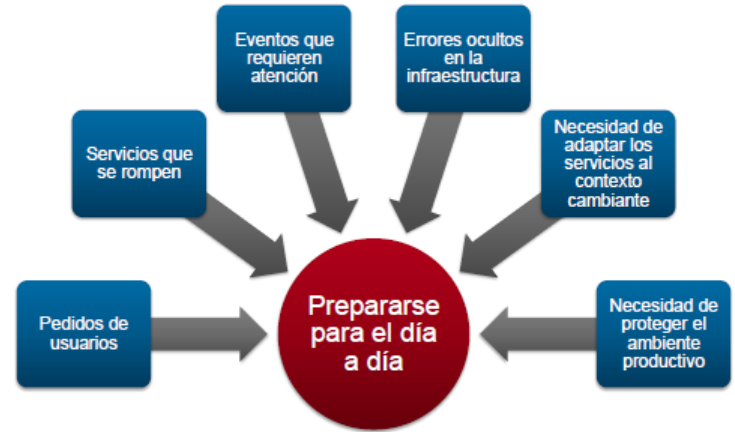 Eventos que
requieren
atención
Errores ocultos
en la
infraestructura
Servicios que
se rompen
Necesidad de
adaptar los
servicios al
contexto
cambiante
Pedidos de
usuarios
Prepararse
para el día
a día
Necesidad de
proteger el
ambiente
productivo